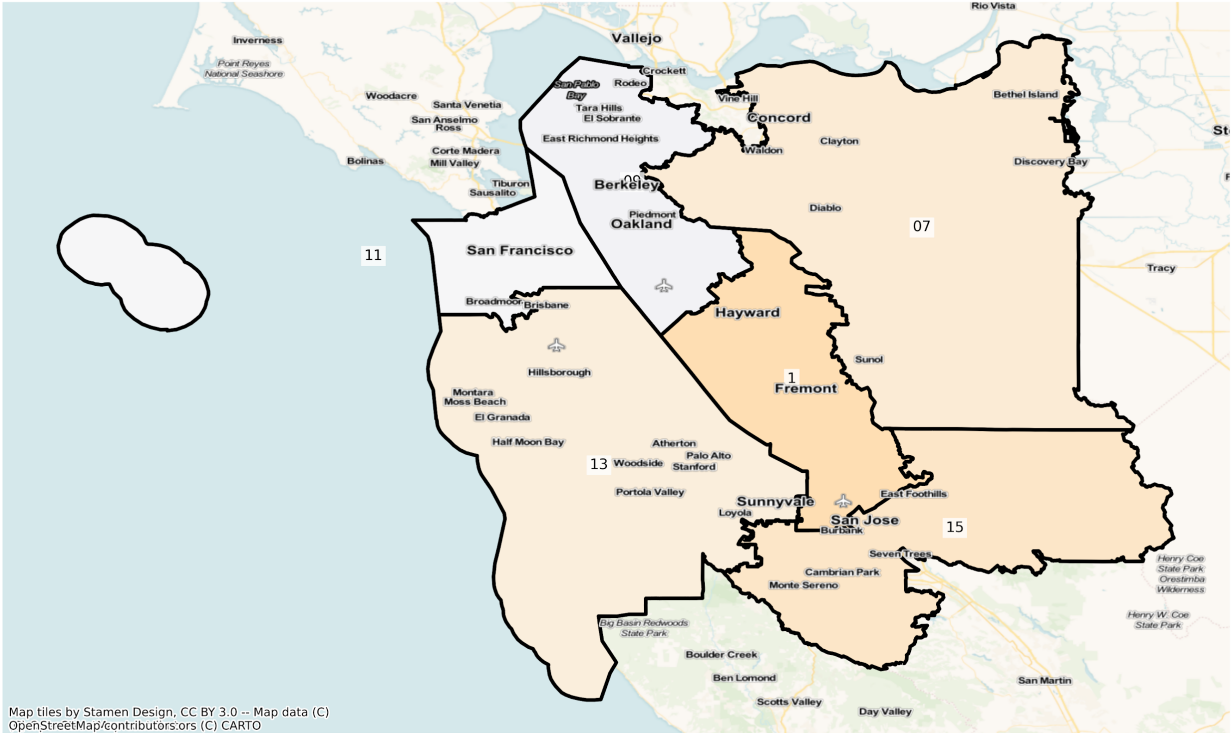 Rio Vista
Inverness
Vallejo
Point Reyes
National Seashore
Crockett
Rodeo
San Pablo
Bay
Woodacre
Santa Venetia
Tara Hills
Vine Hill
Bethel Island
San Anselmo
Ross
El Sobrante
Concord
East Richmond Heights
Clayton
Corte Madera
Mill Valley
Waldon
Bolinas
Discovery Bay
Tiburon
Sausalito
09
Berkeley
Piedmont
Oakland
Diablo
07
San Francisco
11
Tracy
Broadmoor
Brisbane
Hayward
Sunol
Hillsborough
1
Fremont
Montara
Moss Beach
El Granada
Half Moon Bay
Atherton
Palo Alto
13
Woodside
Stanford
Portola Valley
East Foothills
Sunnyvale
Loyola
San Jose
Burbank
15
Seven Trees
Cambrian Park
Monte Sereno
Henry Coe
State Park
Orestimba
Wilderness
Henry W. Coe
State Park
Big Basin Redwoods
State Park
Boulder Creek
Ben Lomond
San Martin
Scotts Valley
Day Valley
Map tiles by Stamen Design, CC BY 3.0 -- Map data (C)
OpenStreetMap contributors (C) CARTO